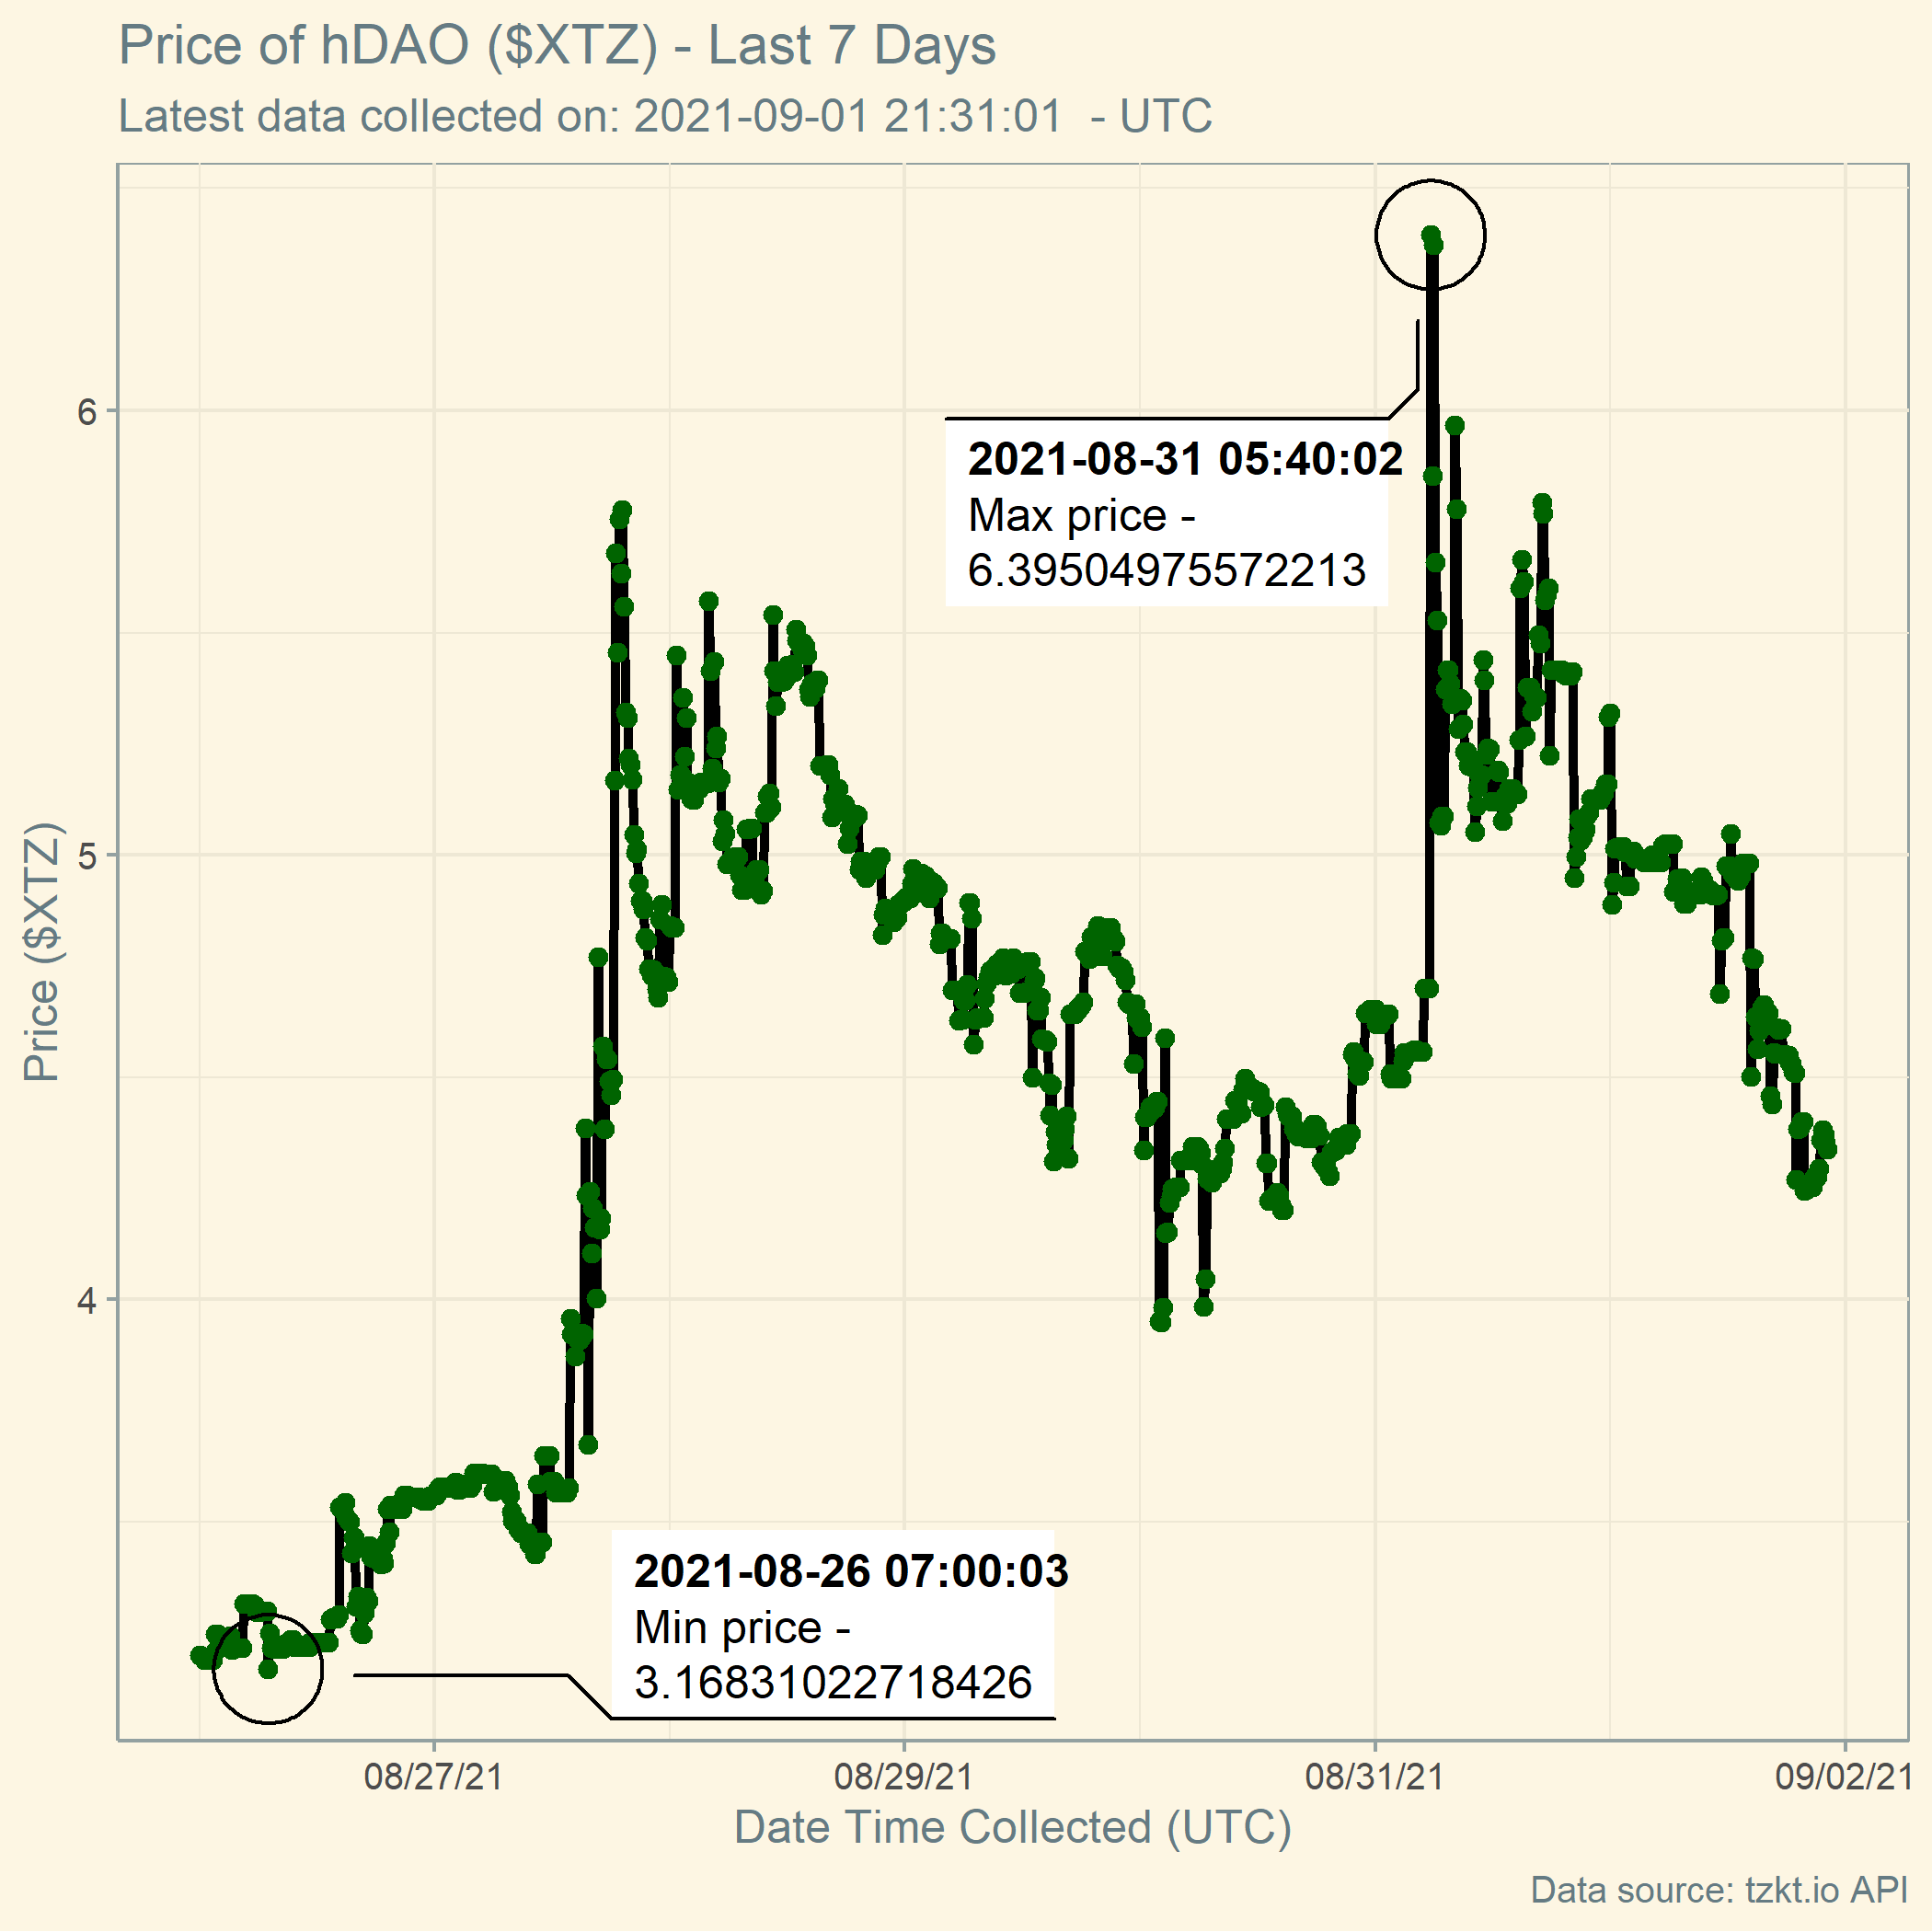 Price of hDAO ($XTZ) - Last 7 Days
Latest data collected on: 2021-09-01 21:31:01  - UTC
Price ($XTZ)
6
5
4
2021-08-31 05:40:02
Max price -
6.39504975572213
2021-08-26 07:00:03
Min price -
3.16831022718426
08/27/21
08/29/21
08/31/21
09/02/21
Date Time Collected (UTC)
Data source: tzkt.io API